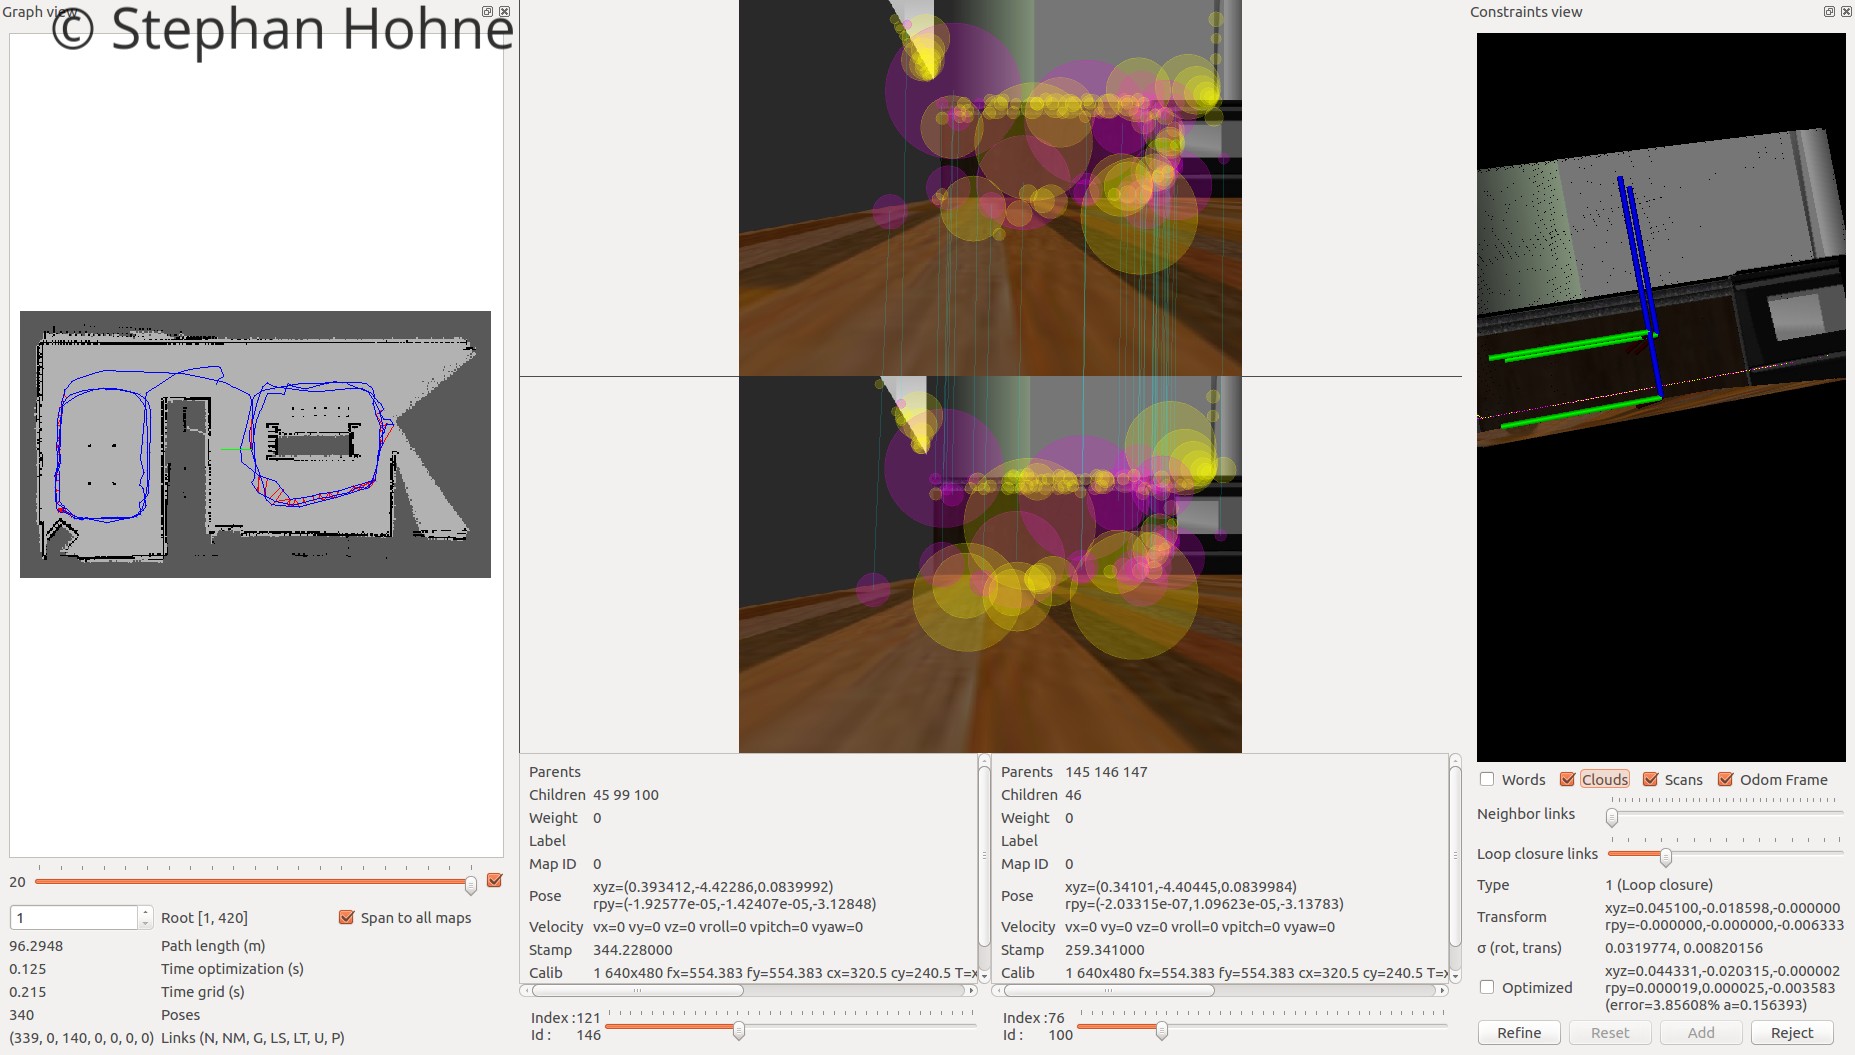 Graph view
© Stephan Hohne
20
1
Root [1, 420]
Span to all maps
96.2948 Path length (m)
0.125 Time optimization (s)
0.215 Time grid (s)
340 Poses
(339, 0, 140, 0, 0, 0, 0) Links (N, NM, G, LS, LT, U, P)
Parents
Children 45 99 100
Weight 0
Label
Map ID 0
Pose xyz=(0.393412,-4.42286,0.0839992)
rpy=(-1.92577e-05,-1.42407e-05,-3.12848)
Velocity vx=0 vy=0 vz=0 vroll=0 vpitch=0 vyaw=0
Stamp 344.228000
Calib 1 640x480 fx=554.383 fy=554.383 cx=320.5 cy=240.5 T=x
Index :121
Id : 146
Parents 145 146 147
Children 46
Weight 0
Label
Map ID 0
Pose xyz=(0.34101,-4.40445,0.0839984)
rpy=(-2.03315e-07,1.09623e-05,-3.13783)
Velocity vx=0 vy=0 vz=0 vroll=0 vpitch=0 vyaw=0
Stamp 259.341000
Calib 1 640x480 fx=554.383 fy=554.383 cx=320.5 cy=240.5 T=x
Index :76
Id : 100
Constraints view
Words Clouds Scans Odom Frame
Neighbor links
Loop closure links
Type 1 (Loop closure)
Transform xyz=0.045100,-0.018598,-0.000000
rpy=-0.000000,-0.000000,-0.006333
σ (rot, trans) 0.0319774, 0.00820156
Optimized xyz=0.044331,-0.020315,-0.000002
rpy=0.000019,0.000025,-0.003583
(error=3.85608% a=0.156393)
Refine Reset Add Reject